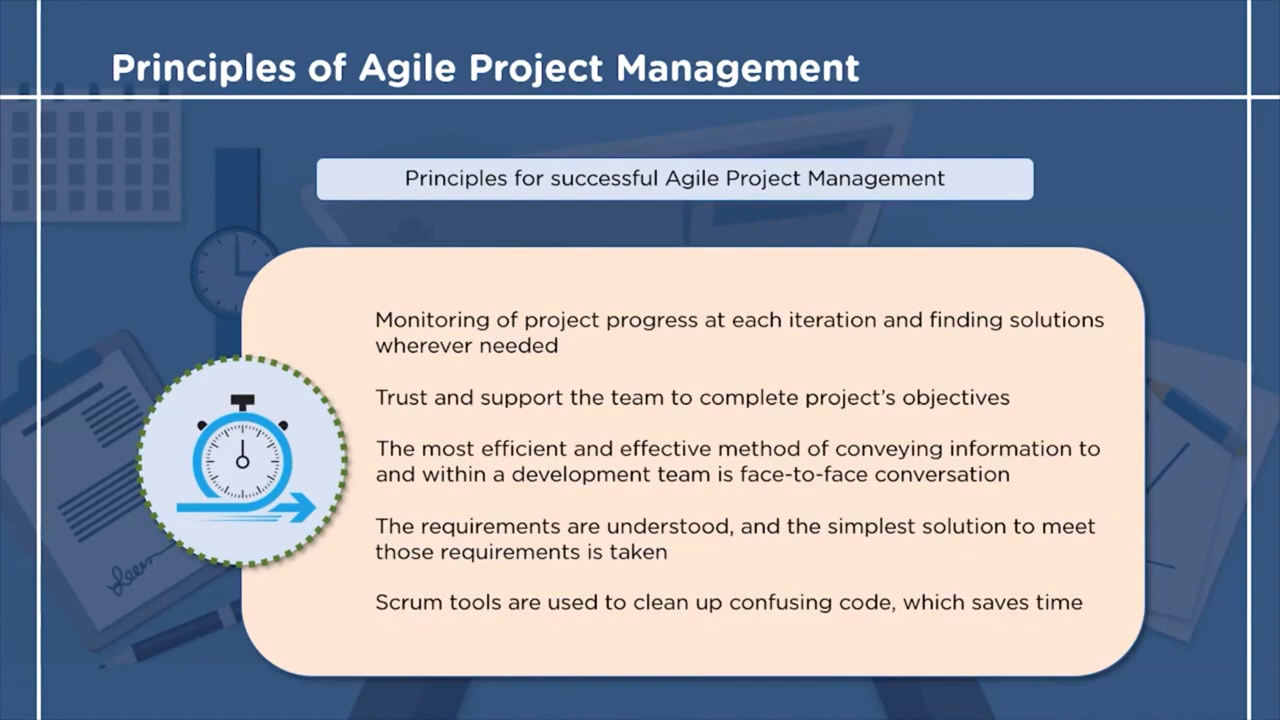 Principles of Agile Project Management
Principles for successful Agile Project Management
Monitoring of project progress at each iteration and finding solutions
wherever needed
Trust and support the team to complete project's objectives
The most efficient and effective method of conveying information to
and within a development team is face-to-face conversation
The requirements are understood, and the simplest solution to meet
those requirements is taken
Scrum tools are used to clean up confusing code, which saves time